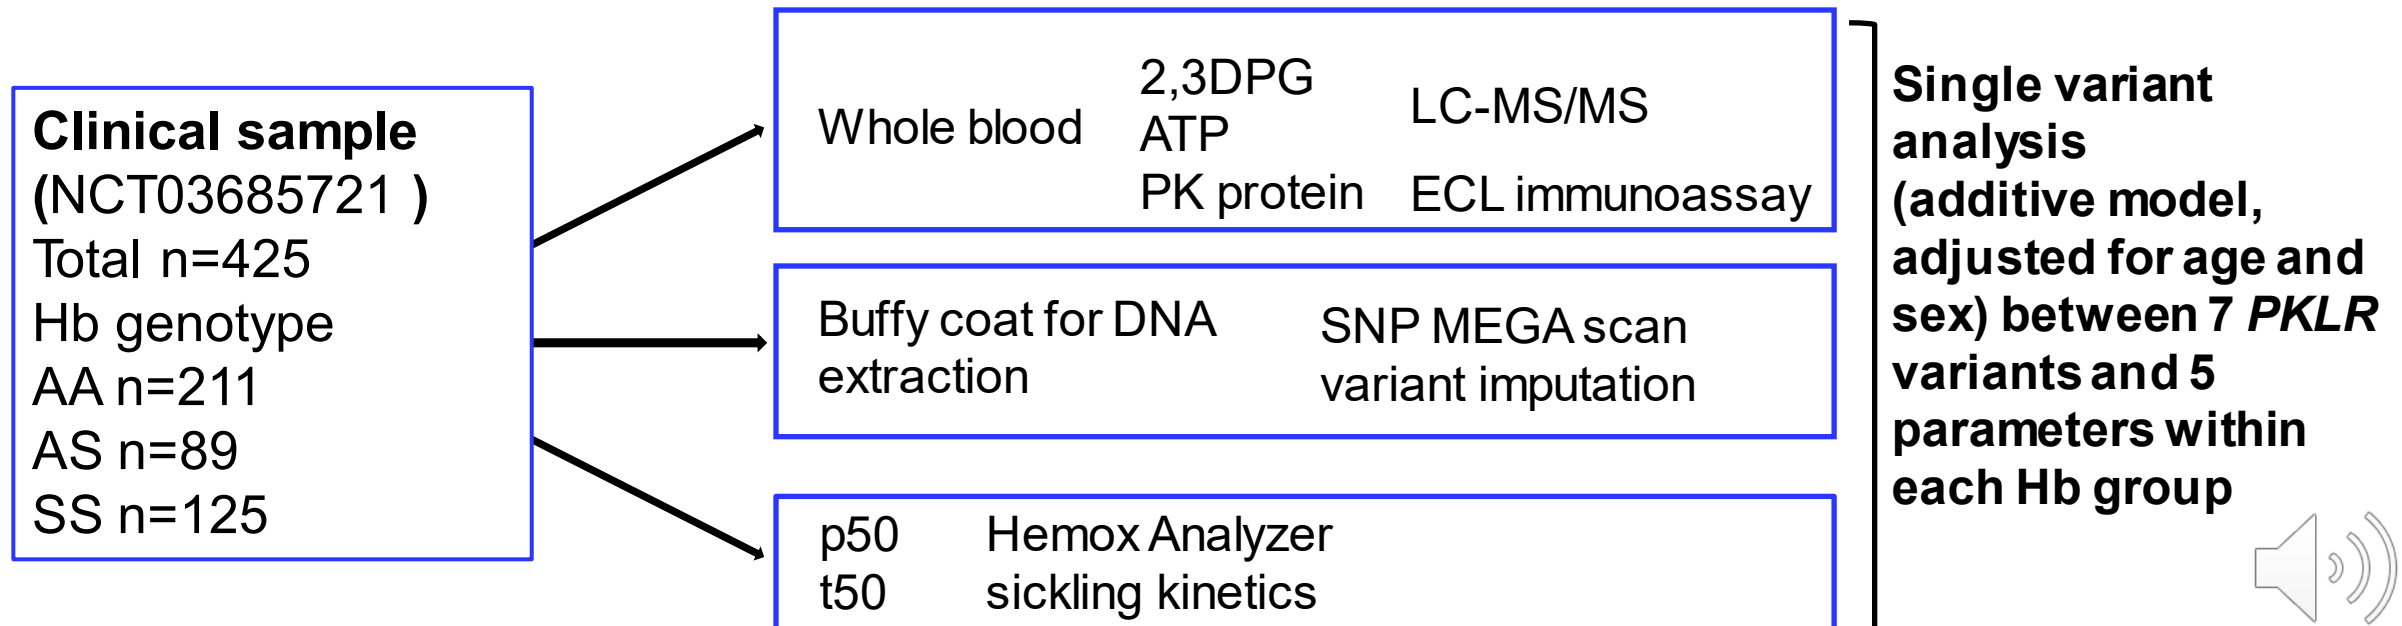 Clinical sample
(NCT03685721 )
Total n=425
Hb genotype
AA n=211
AS n=89
SS n=125
Whole blood
2,3DPG
ATP
PK protein
LC-MS/MS
ECL immunoassay
Buffy coat for DNA
extraction
SNP MEGA scan
variant imputation
p50 Hemox Analyzer
t50 sickling kinetics
Single variant
analysis
(additive model,
adjusted for age and
sex) between 7 PKLR
variants and 5
parameters within
each Hb group